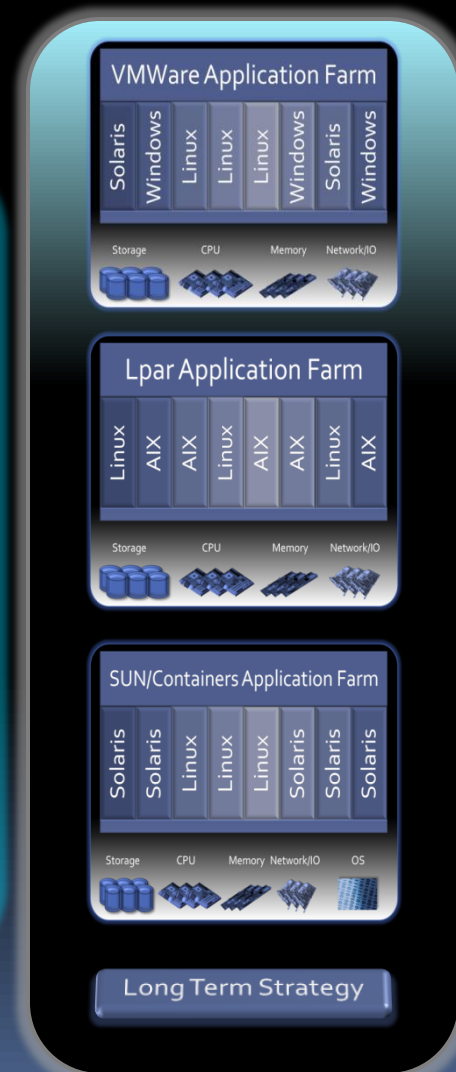 VMWare Application Farm
Solaris
Windows
Linux
Linux
Linux
Windows
Solaris
Windows
Storage CPU Memory Network/IO
Lpar Application Farm
Linux
AIX
AIX
Linux
AIX
AIX
Linux
AIX
Storage CPU Memory Network/IO
SUN/Containers Application Farm
Solaris
Solaris
Linux
Linux
Linux
Solaris
Solaris
Solaris
Storage CPU Memory Network/IO OS
Long Term Strategy